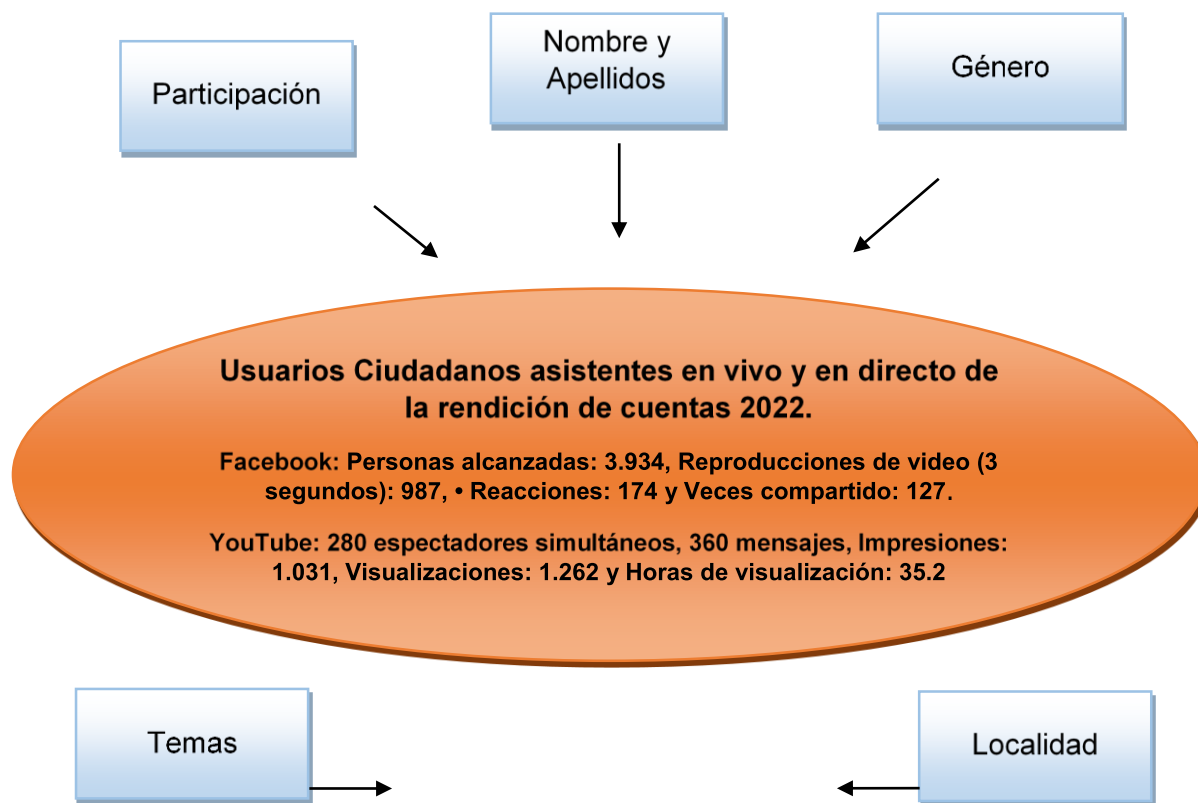 Participación
Nombre y
Apellidos
Género
Usuarios Ciudadanos asistentes en vivo y en directo de
la rendición de cuentas 2022.
Facebook: Personas alcanzadas: 3.934, Reproducciones de video (3
segundos): 987, • Reacciones: 174 y Veces compartido: 127.
YouTube: 280 espectadores simultáneos, 360 mensajes, Impresiones:
1.031, Visualizaciones: 1.262 y Horas de visualización: 35.2
Temas
Localidad